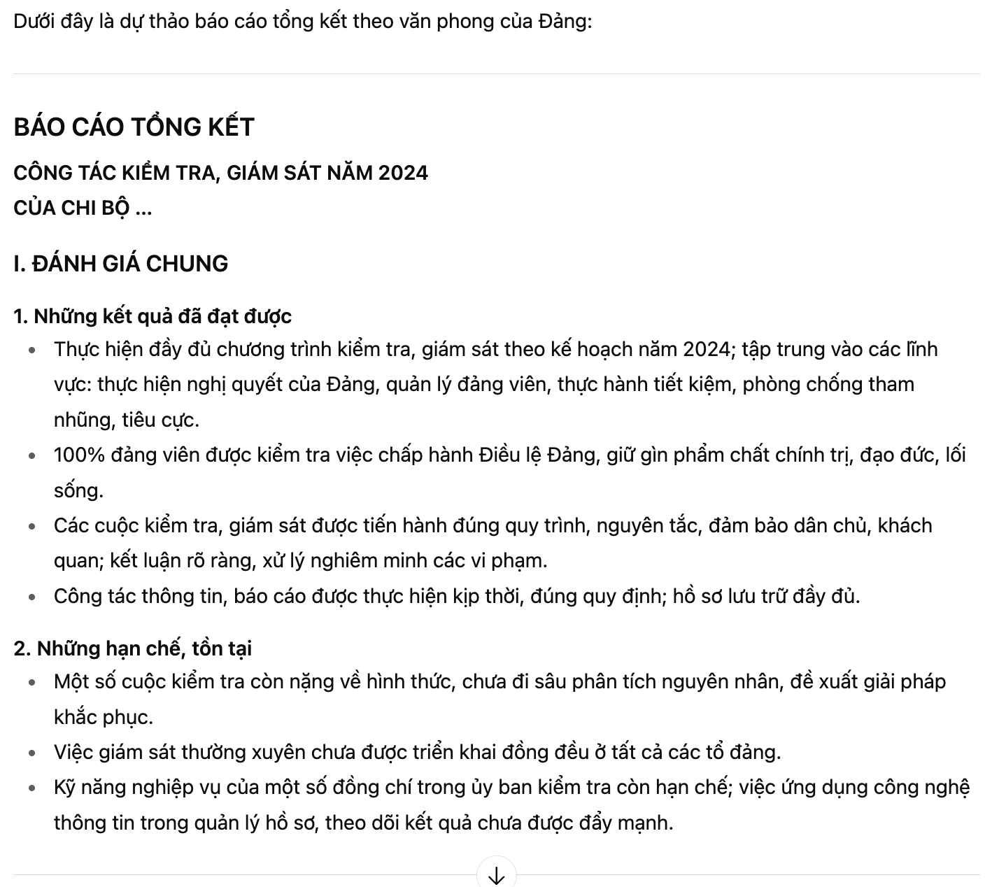 Dưới đây là dự thảo báo cáo tổng kết theo văn phong của Đảng:
BÁO CÁO TỔNG KẾT
CÔNG TÁC KIỂM TRA, GIÁM SÁT NĂM 2024
CỦA CHI BỘ ...
I. ĐÁNH GIÁ CHUNG
1. Những kết quả đã đạt được
• Thực hiện đầy đủ chương trình kiểm tra, giám sát theo kế hoạch năm 2024; tập trung vào các lĩnh
vực: thực hiện nghị quyết của Đảng, quản lý đảng viên, thực hành tiết kiệm, phòng chống tham
nhũng, tiêu cực.
• 100% đảng viên được kiểm tra việc chấp hành Điều lệ Đảng, giữ gìn phẩm chất chính trị, đạo đức, lối
sống.
• Các cuộc kiểm tra, giám sát được tiến hành đúng quy trình, nguyên tắc, đảm bảo dân chủ, khách
quan; kết luận rõ ràng, xử lý nghiêm minh các vi phạm.
• Công tác thông tin, báo cáo được thực hiện kịp thời, đúng quy định; hồ sơ lưu trữ đầy đủ.
2. Những hạn chế, tồn tại
• Một số cuộc kiểm tra còn nặng về hình thức, chưa đi sâu phân tích nguyên nhân, đề xuất giải pháp
khắc phục.
• Việc giám sát thường xuyên chưa được triển khai đồng đều ở tất cả các tổ đảng.
• Kỹ năng nghiệp vụ của một số đồng chí trong ủy ban kiểm tra còn hạn chế; việc ứng dụng công nghệ
thông tin trong quản lý hồ sơ, theo dõi kết quả chưa được đẩy mạnh.